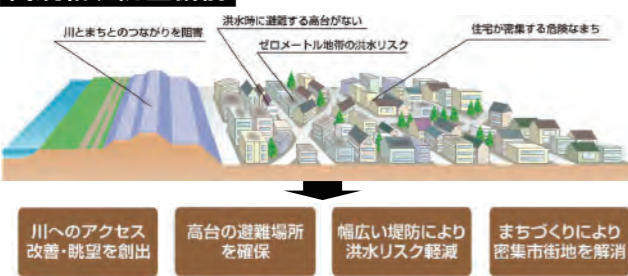 洪水時に避難する高台がない
川とまちとのつながりを阻害
住宅が密集する危険なまち
ゼロメートル地帯の洪水リスク
川へのアクセス
改善・眺望を創出
高台の避難場所
を確保
幅広い堤防により
洪水リスク軽減
まちづくりにより
密集市街地を解消